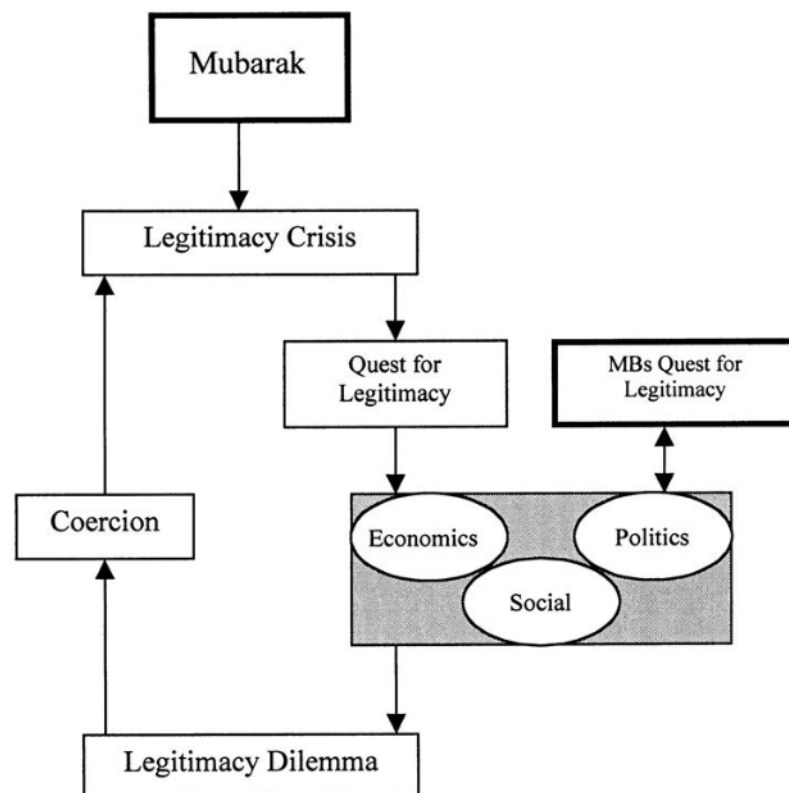 Mubarak
Legitimacy Crisis
Quest for
Legitimacy
MBs Quest for
Legitimacy
Coercion
Economics
Politics
Social
Legitimacy Dilemma